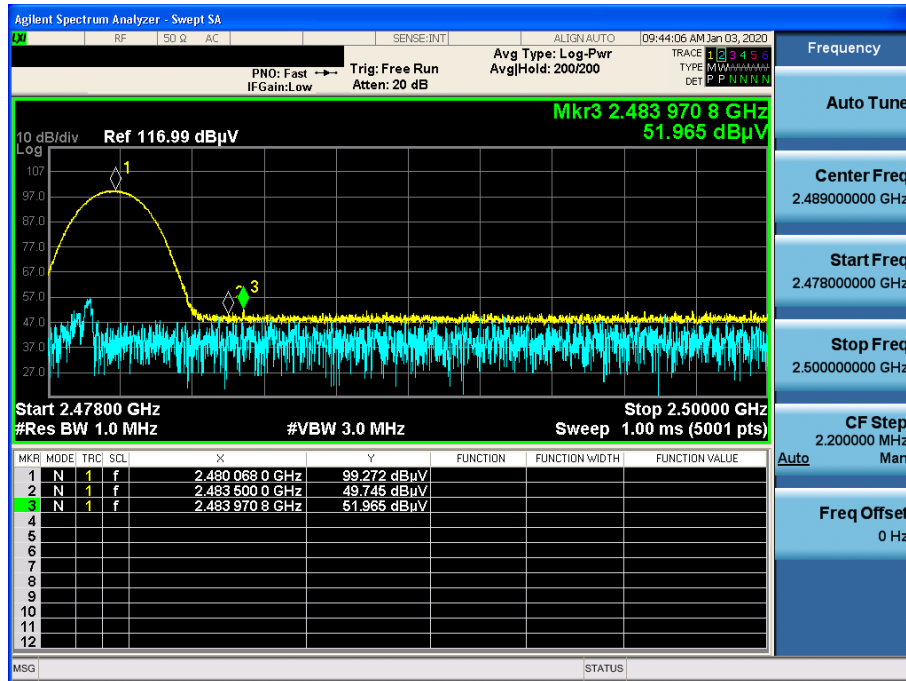 Agilent Spectrum Analyzer - Swept SA
LXI RF 50 Ω AC SENSE:INT ALIGN AUTO 09:44:06 AM Jan 03, 2020
Frequency
PNO: Fast
IFGain:Low
Trig: Free Run
Atten: 20 dB
Avg Type: Log-Pwr
Avg|Hold: 200/200
TRACE 1 2 3 4 5 6
TYPE MWWWWW
DET P P N N N N
Auto Tune
Mkr3 2.483 970 8 GHz
51.965 dBµV
10 dB/div Ref 116.99 dBµV
Log
107
97.0
87.0
77.0
67.0
57.0
47.0
37.0
27.0
1
2
3
Center Freq
2.489000000 GHz
Start Freq
2.478000000 GHz
Stop Freq
2.500000000 GHz
Start 2.47800 GHz Stop 2.50000 GHz
#Res BW 1.0 MHz #VBW 3.0 MHz Sweep 1.00 ms (5001 pts)
CF Step
2.200000 MHz
Auto Man
MKR MODE TRC SCL X Y FUNCTION FUNCTION WIDTH FUNCTION VALUE
1 N 1 f 2.480 068 0 GHz 99.272 dBµV
2 N 1 f 2.483 500 0 GHz 49.745 dBµV
3 N 1 f 2.483 970 8 GHz 51.965 dBµV
4
5
6
7
8
9
10
11
12
Freq Offset
0 Hz
MSG STATUS